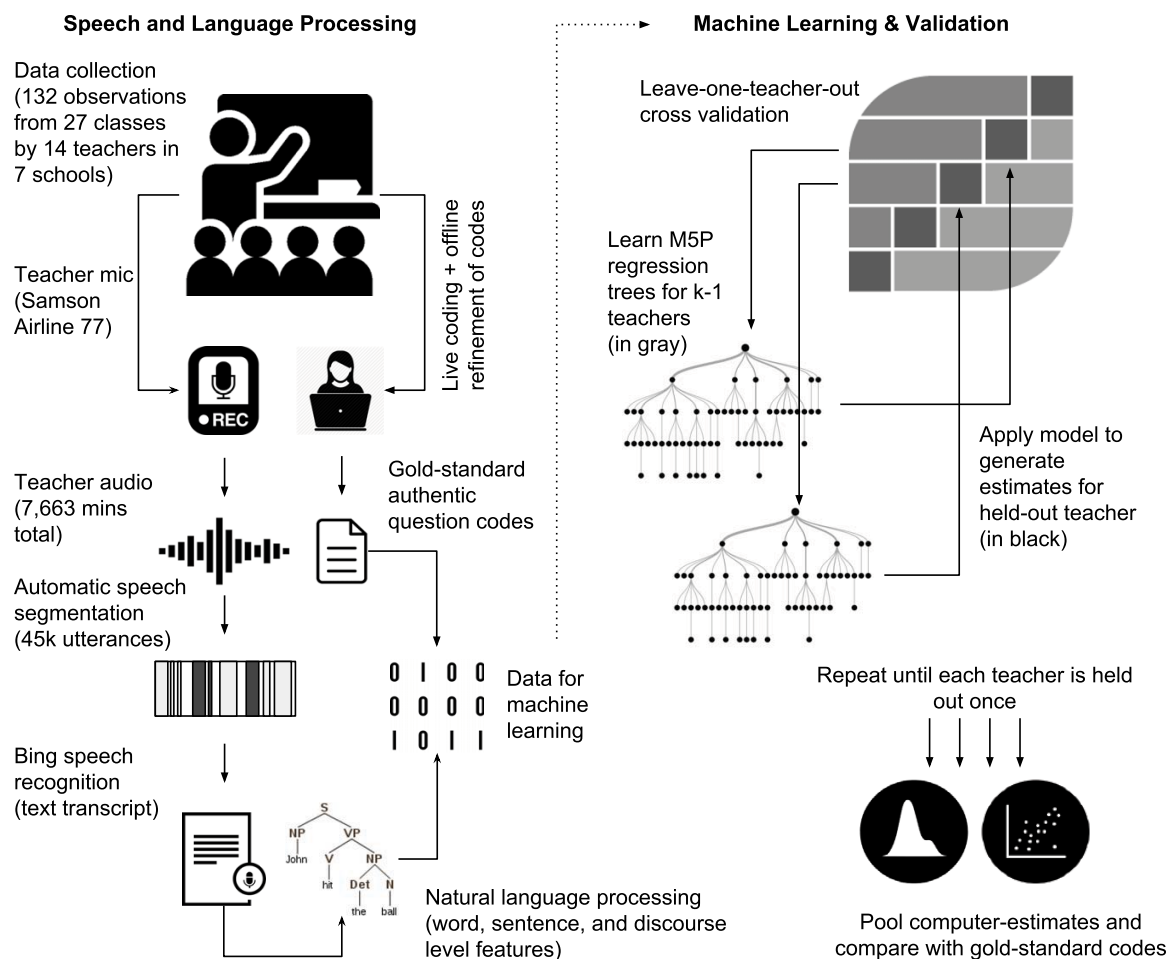 Speech and Language Processing
Data collection
(132 observations
from 27 classes
by 14 teachers in
7 schools)
Teacher mic
(Samson
Airline 77)
Live coding + offline
refinement of codes
REC
Teacher audio
(7,663 mins
total)
Gold-standard
authentic
question codes
Automatic speech
segmentation
(45k utterances)
0 1 0 0
0 0 0 0
1 0 1 1
Data for
machine
learning
Bing speech
recognition
(text transcript)
S
NP VP
John V NP
hit Det N
the ball
Natural language processing
(word, sentence, and discourse
level features)
Machine Learning & Validation
Leave-one-teacher-out
cross validation
Learn M5P
regression
trees for k-1
teachers
(in gray)
Apply model to
generate
estimates for
held-out teacher
(in black)
Repeat until each teacher is held
out once
Pool computer-estimates and
compare with gold-standard codes